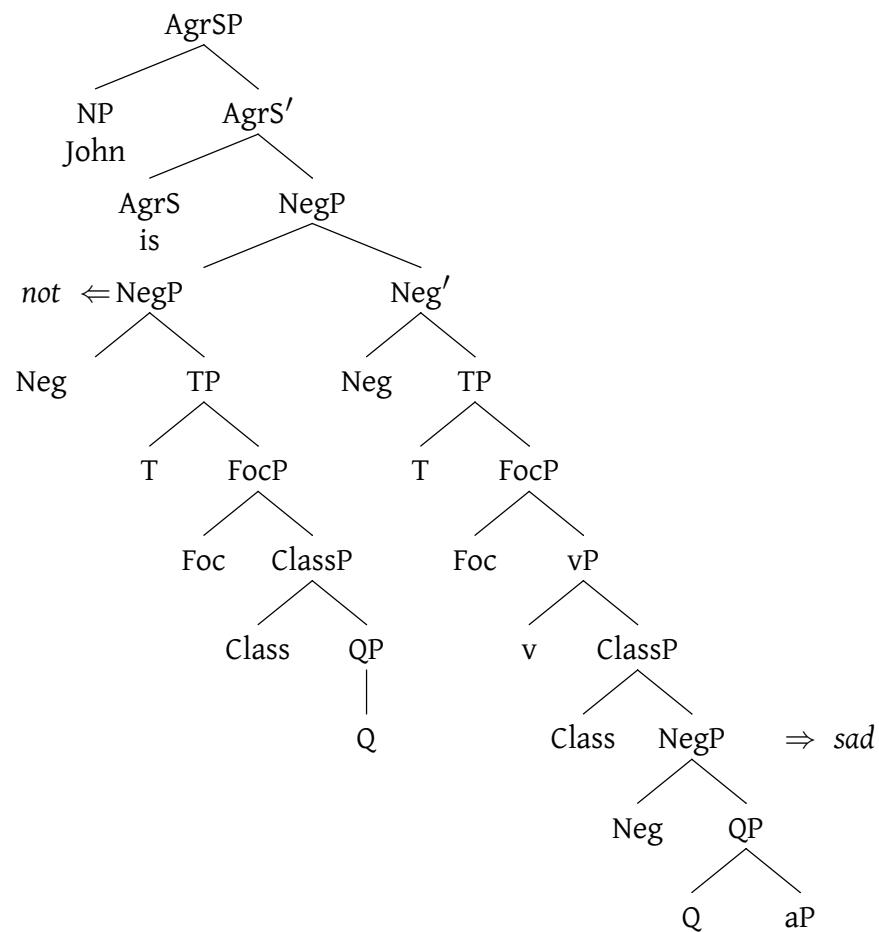 AgrSP
NP AgrS′
John
AgrS NegP
is
not ⇐ NegP Neg′
Neg TP Neg TP
T FocP T FocP
Foc ClassP Foc vP
Class QP v ClassP
Q Class NegP ⇒ sad
Neg QP
Q aP